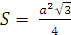 S = a²√3/4